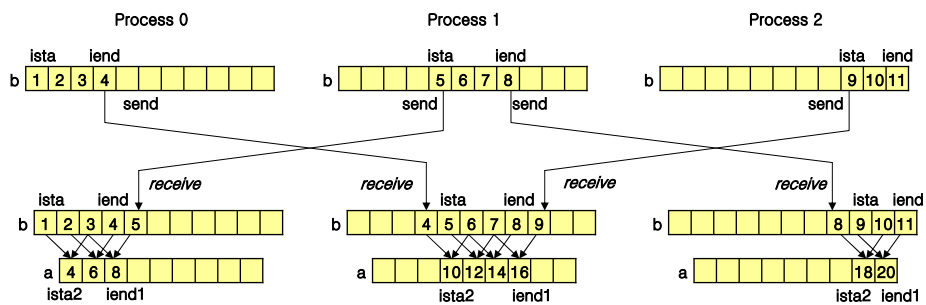 Process 0 Process 1 Process 2
ista iend ista iend ista iend
b 1 2 3 4 b 5 6 7 8 b 9 10 11
send send send send
receive receive receive receive
ista iend ista iend ista iend
b 1 2 3 4 5 b 4 5 6 7 8 9 b 8 9 10 11
a 4 6 8 a 10 12 14 16 a 18 20
ista2 iend1 ista2 iend1 ista2 iend1